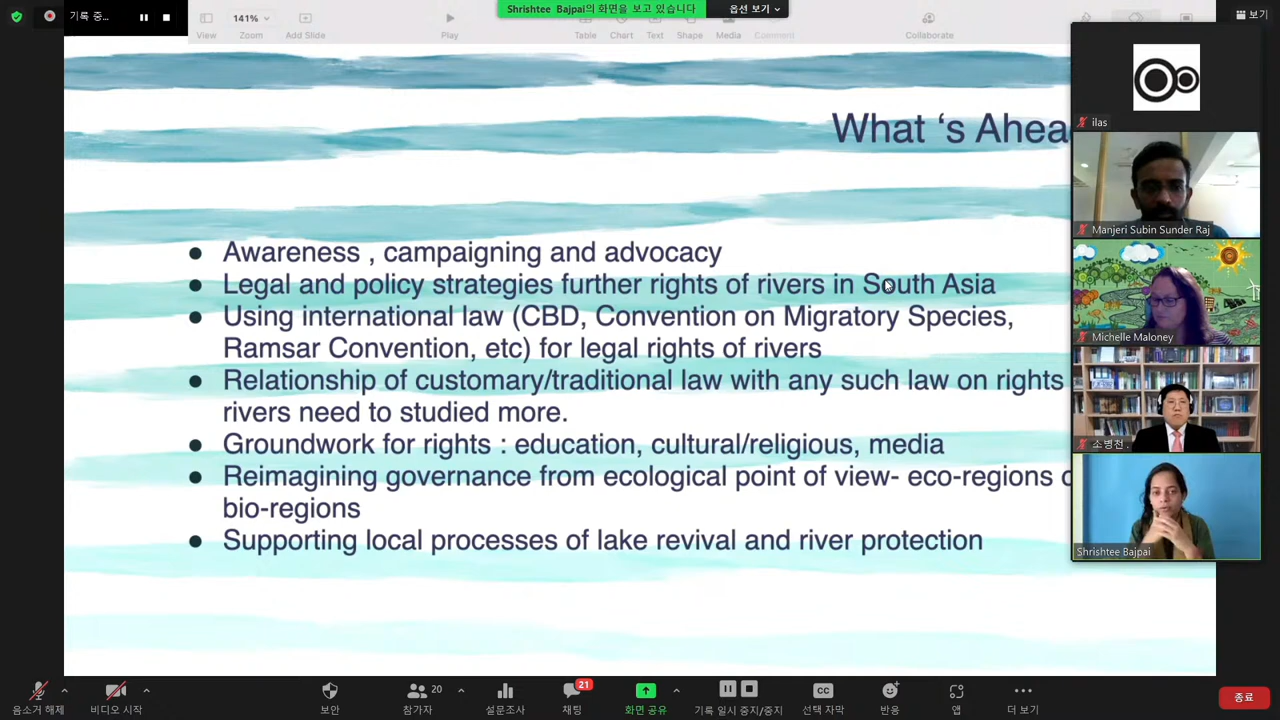 기록 중...
141%
View
Zoom
Add Slide
Play
Shrishtee Bajpai의 화면을 보고 있습니다
옵션 보기
Table
Chart
Text
Shape
Media
Comment
Collaborate
보기
What ‘s Ahea
● Awareness , campaigning and advocacy
● Legal and policy strategies further rights of rivers in South Asia
● Using international law (CBD, Convention on Migratory Species,
Ramsar Convention, etc) for legal rights of rivers
● Relationship of customary/traditional law with any such law on rights
rivers need to studied more.
● Groundwork for rights : education, cultural/religious, media
● Reimagining governance from ecological point of view- eco-regions
bio-regions
● Supporting local processes of lake revival and river protection
ilas
Manjeri Subin Sunder Raj
Michelle Maloney
소병천 .
Shrishtee Bajpai
음소거 해제
비디오 시작
보안
20
참가자
설문조사
21
채팅
화면 공유
기록 일시 중지/중지
CC
선택 자막
반응
앱
더 보기
종료